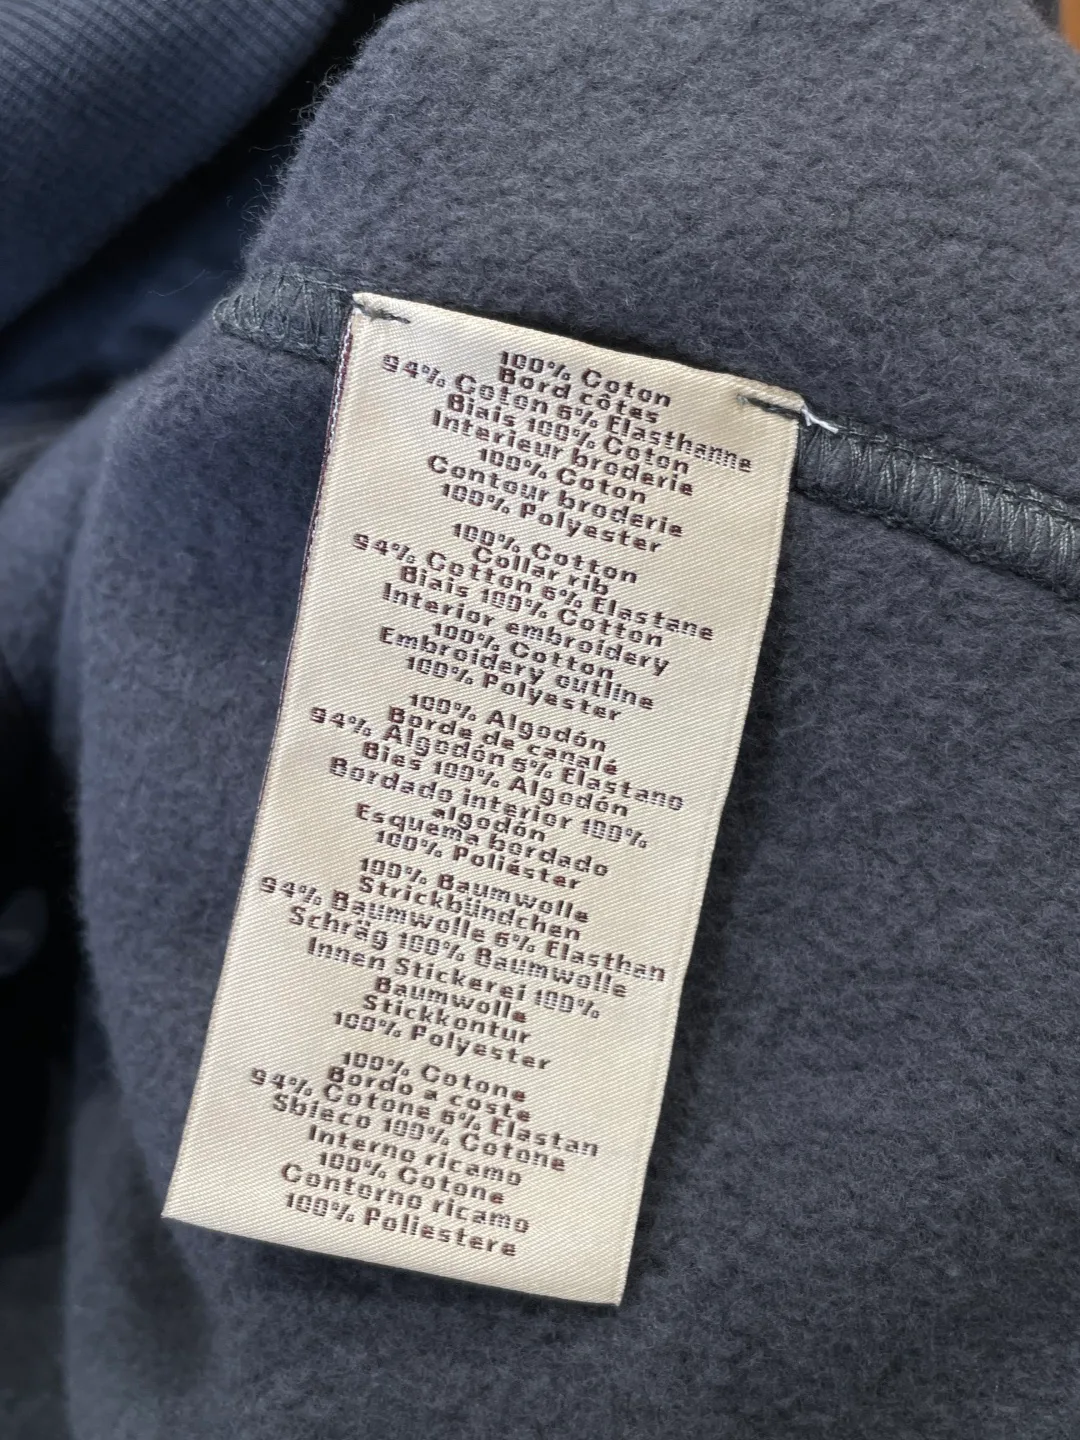 100% Coton
Bord côtes
94% Coton 6% Elasthanne
Biais 100% Coton
Interieur broderie
100% Coton
Contour broderie
100% Polyester
100% Cotton
Collar rib
94% Cotton 6% Elastane
Biais 100% Cotton
Interior embroidery
100% Cotton
Embroidery outline
100% Polyester
100% Algodón
Borde de canalé
94% Algodón 6% Elastano
Bies 100% Algodón
Bordado interior 100%
algodón
Esquema bordado
100% Poliéster
100% Baumwolle
Strickbündchen
94% Baumwolle 6% Elasthan
Schräg 100% Baumwolle
Innen Stickerei 100%
Baumwolle
Stickkontur
100% Polyester
100% Cotone
Bordo a coste
94% Cotone 6% Elastan
Sbieco 100% Cotone
Interno ricamo
100% Cotone
Contorno ricamo
100% Poliestere